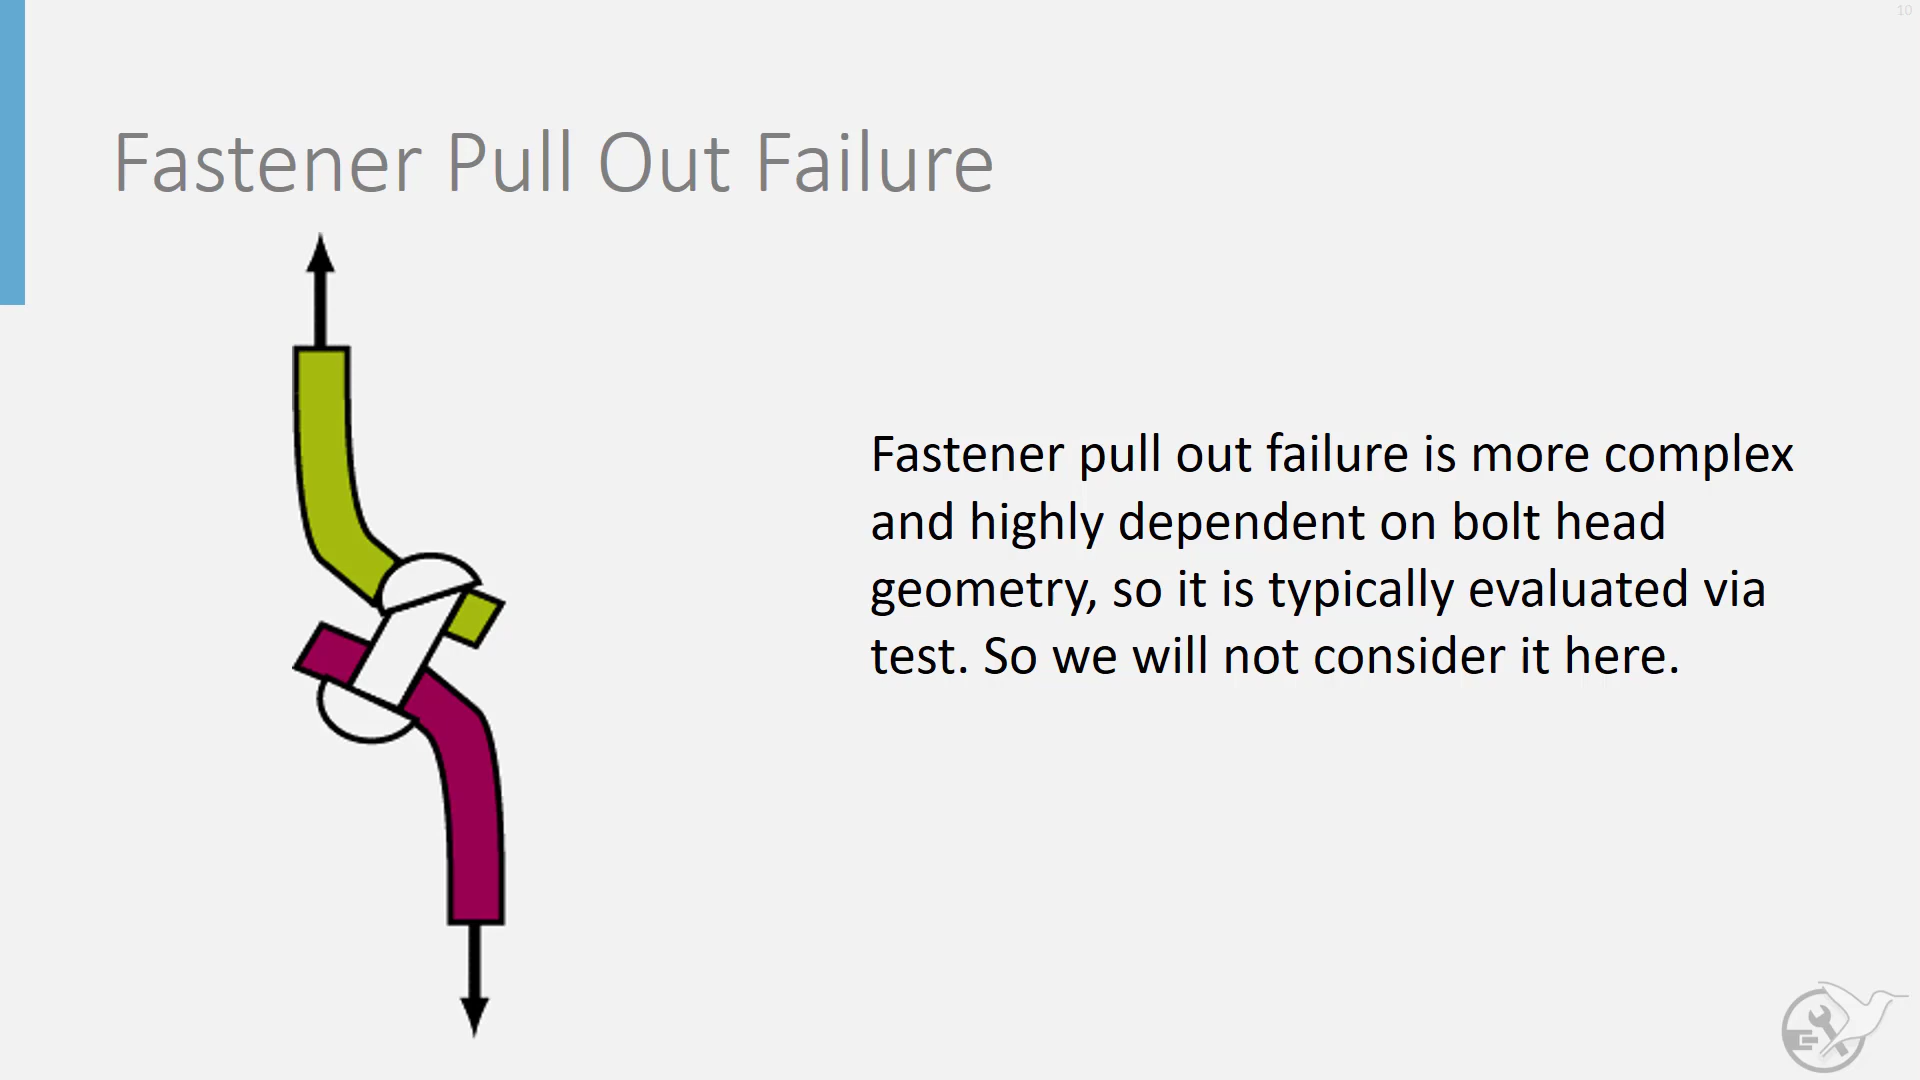 10
Fastener Pull Out Failure
Fastener pull out failure is more complex
and highly dependent on bolt head
geometry, so it is typically evaluated via
test. So we will not consider it here.